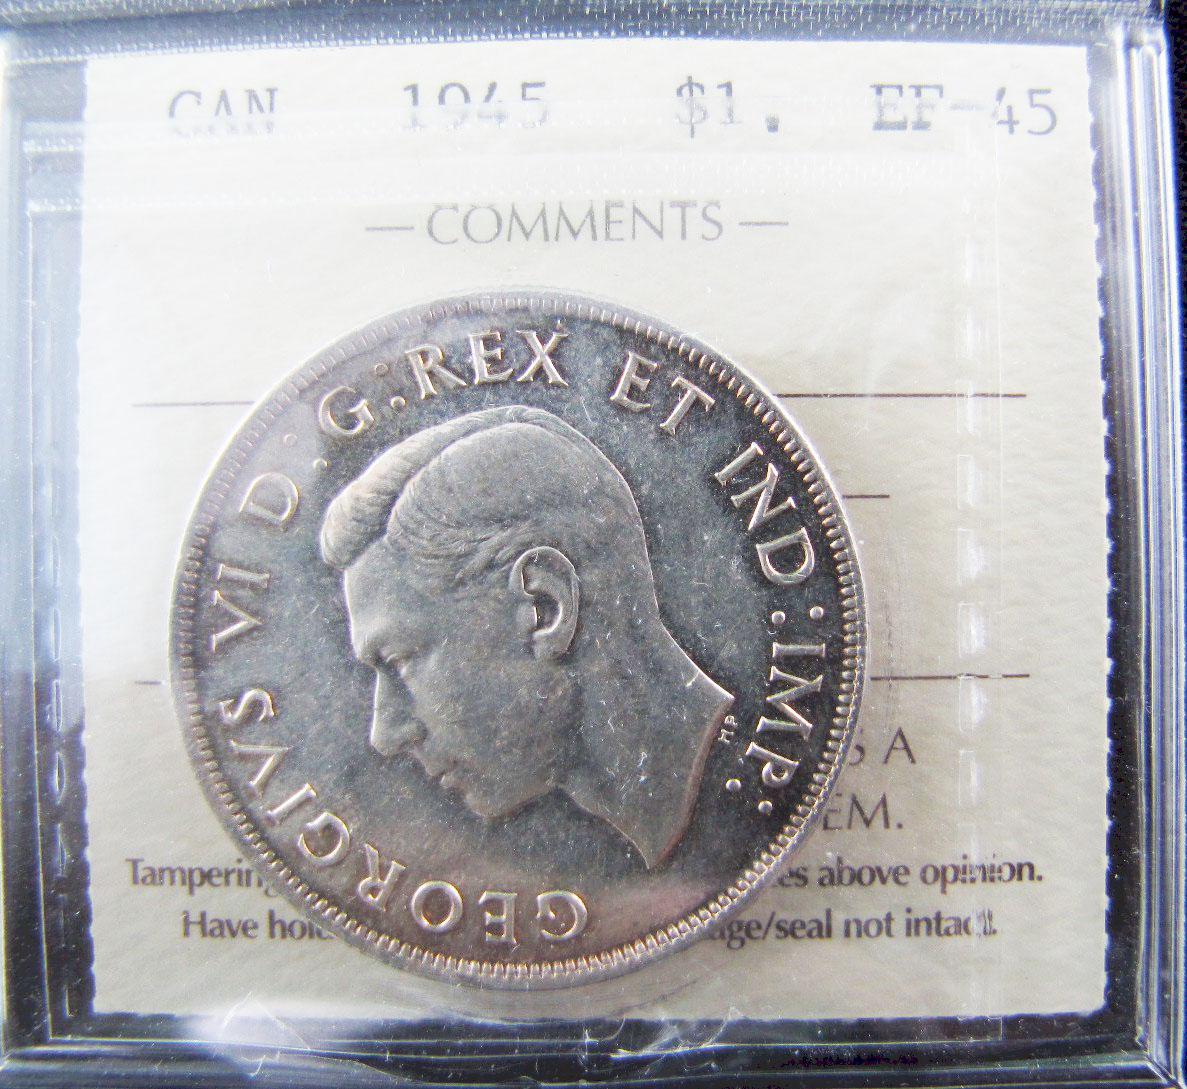 CAN 1945 $1. EF-45
— COMMENTS —
GEORGIVS VI D: G: REX ET IND: IMP:
HP
S A
EM.
Tampering es above opinion.
Have hold age/seal not intact.